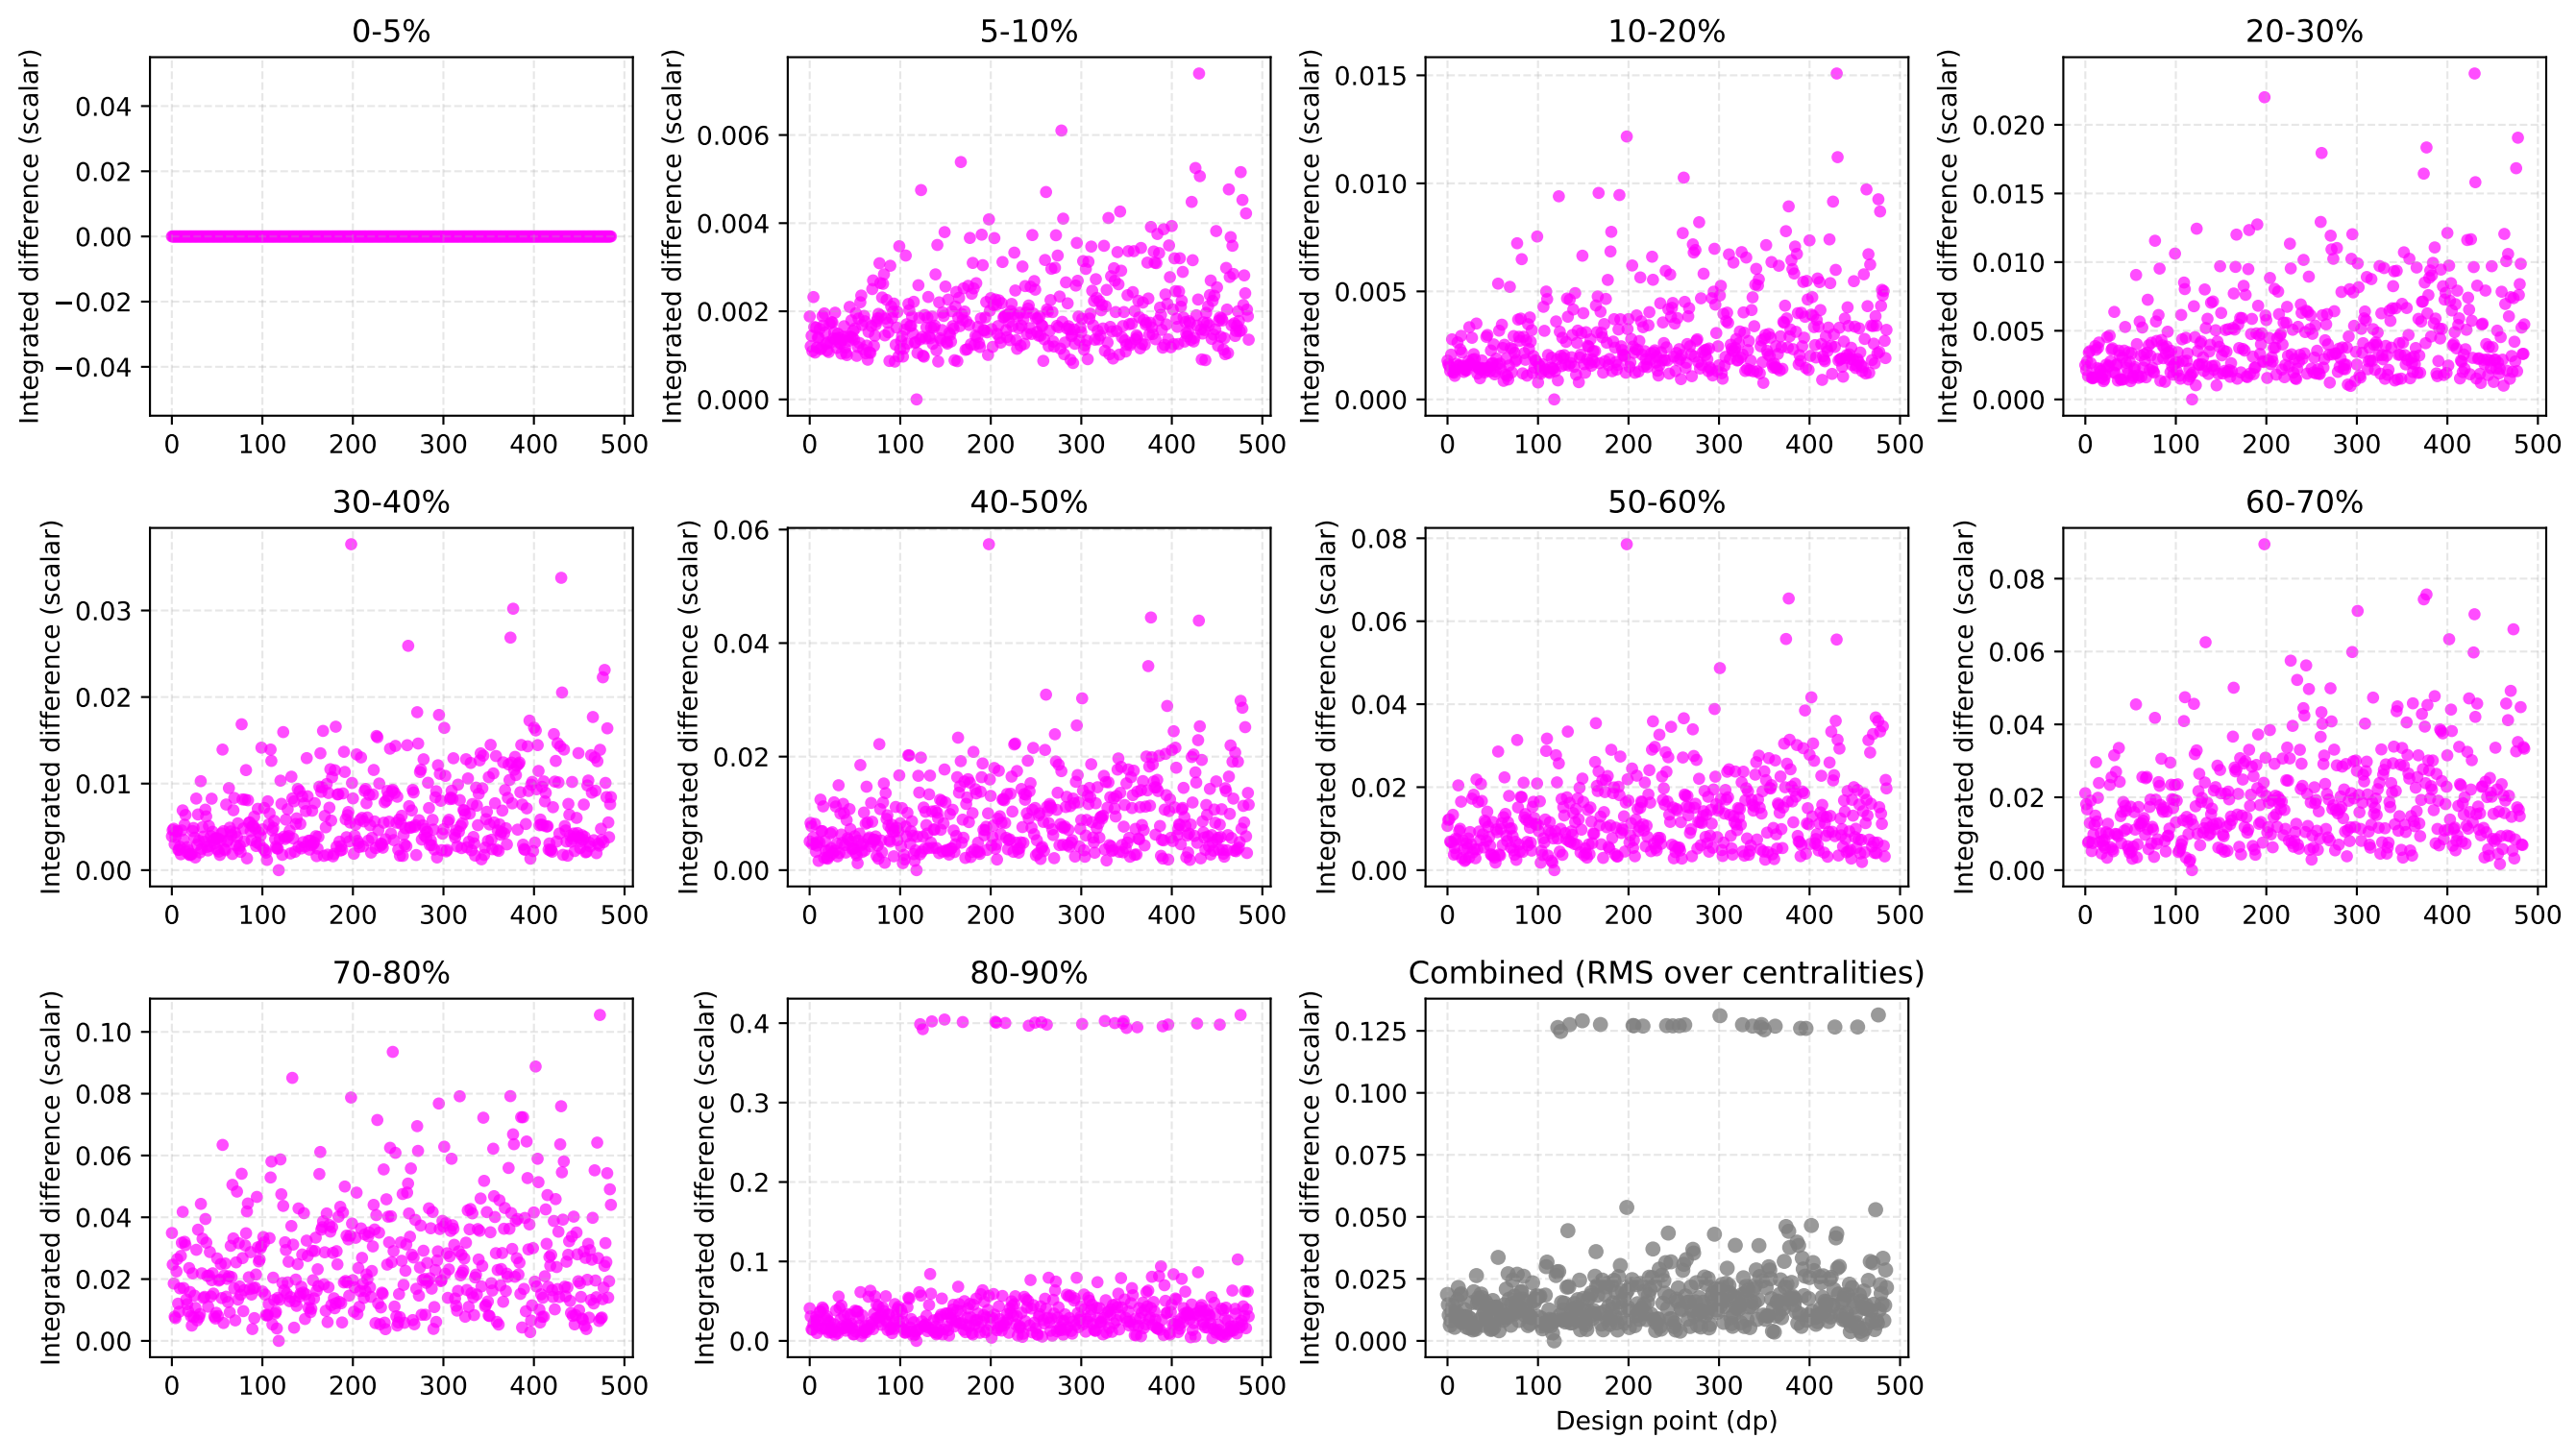 0-5%
5-10%
10-20%
20-30%
Integrated difference (scalar)
0.04
0.02
0.00
−0.02
−0.04
0 100 200 300 400 500
Integrated difference (scalar)
0.006
0.004
0.002
0.000
0 100 200 300 400 500
Integrated difference (scalar)
0.015
0.010
0.005
0.000
0 100 200 300 400 500
Integrated difference (scalar)
0.020
0.015
0.010
0.005
0.000
0 100 200 300 400 500
30-40%
40-50%
50-60%
60-70%
Integrated difference (scalar)
0.03
0.02
0.01
0.00
0 100 200 300 400 500
Integrated difference (scalar)
0.06
0.04
0.02
0.00
0 100 200 300 400 500
Integrated difference (scalar)
0.08
0.06
0.04
0.02
0.00
0 100 200 300 400 500
Integrated difference (scalar)
0.08
0.06
0.04
0.02
0.00
0 100 200 300 400 500
70-80%
80-90%
Combined (RMS over centralities)
Integrated difference (scalar)
0.10
0.08
0.06
0.04
0.02
0.00
0 100 200 300 400 500
Integrated difference (scalar)
0.4
0.3
0.2
0.1
0.0
0 100 200 300 400 500
Integrated difference (scalar)
0.125
0.100
0.075
0.050
0.025
0.000
0 100 200 300 400 500
Design point (dp)